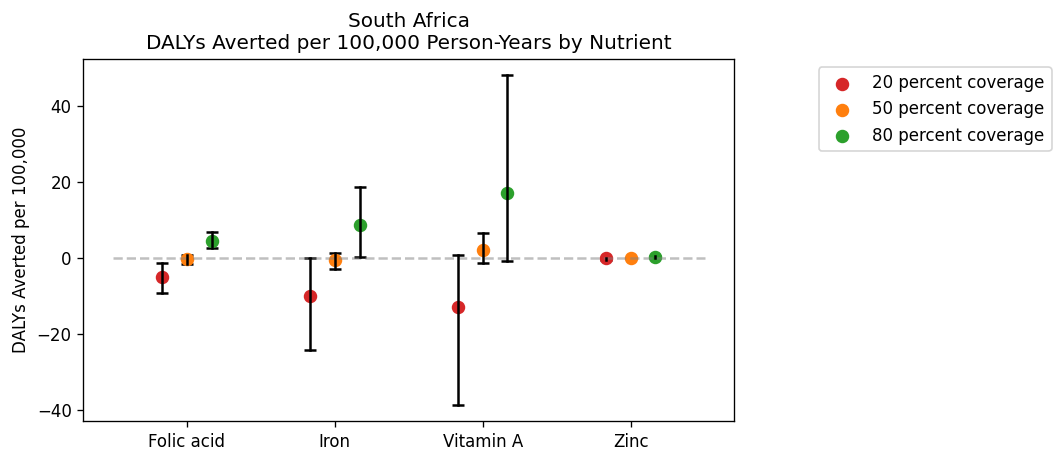 South Africa
DALYs Averted per 100,000 Person-Years by Nutrient
DALYs Averted per 100,000
40
20
0
−20
−40
Folic acid
Iron
Vitamin A
Zinc
20 percent coverage
50 percent coverage
80 percent coverage